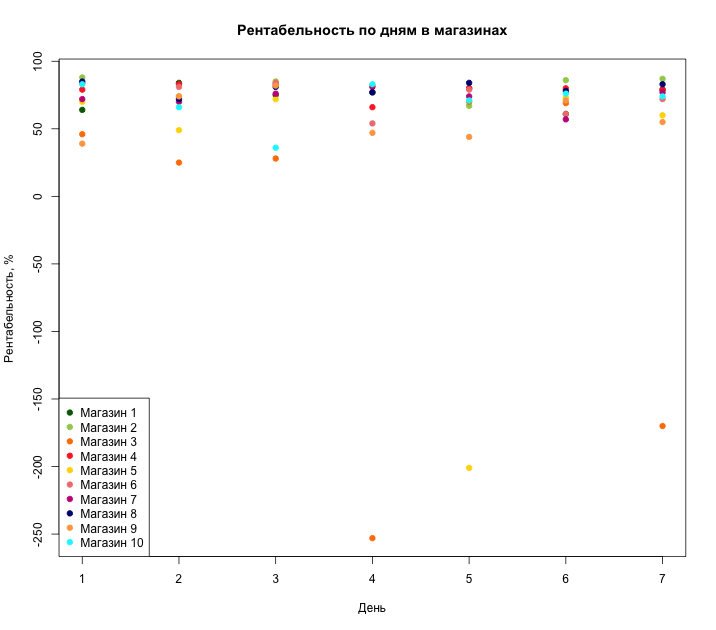 Рентабельность по дням в магазинах
Рентабельность, %
100
50
0
-50
-100
-150
-200
-250
Магазин 1
Магазин 2
Магазин 3
Магазин 4
Магазин 5
Магазин 6
Магазин 7
Магазин 8
Магазин 9
Магазин 10
1 2 3 4 5 6 7
День